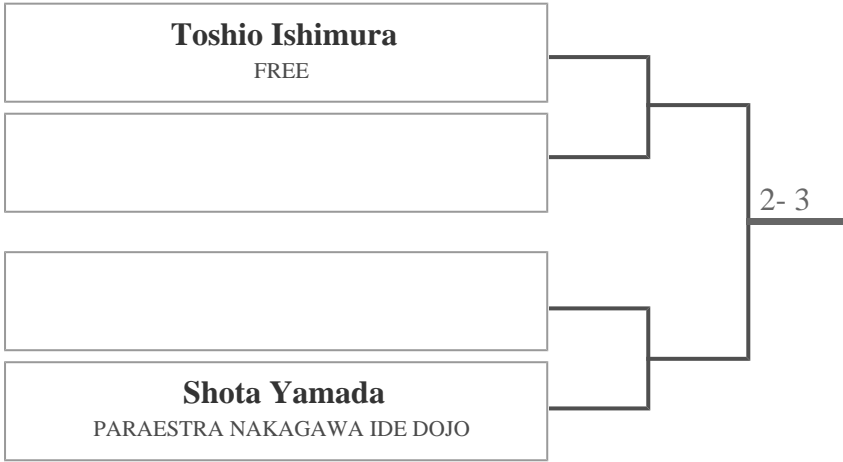 Toshio Ishimura
FREE
2- 3
Shota Yamada
PARAESTRA NAKAGAWA IDE DOJO